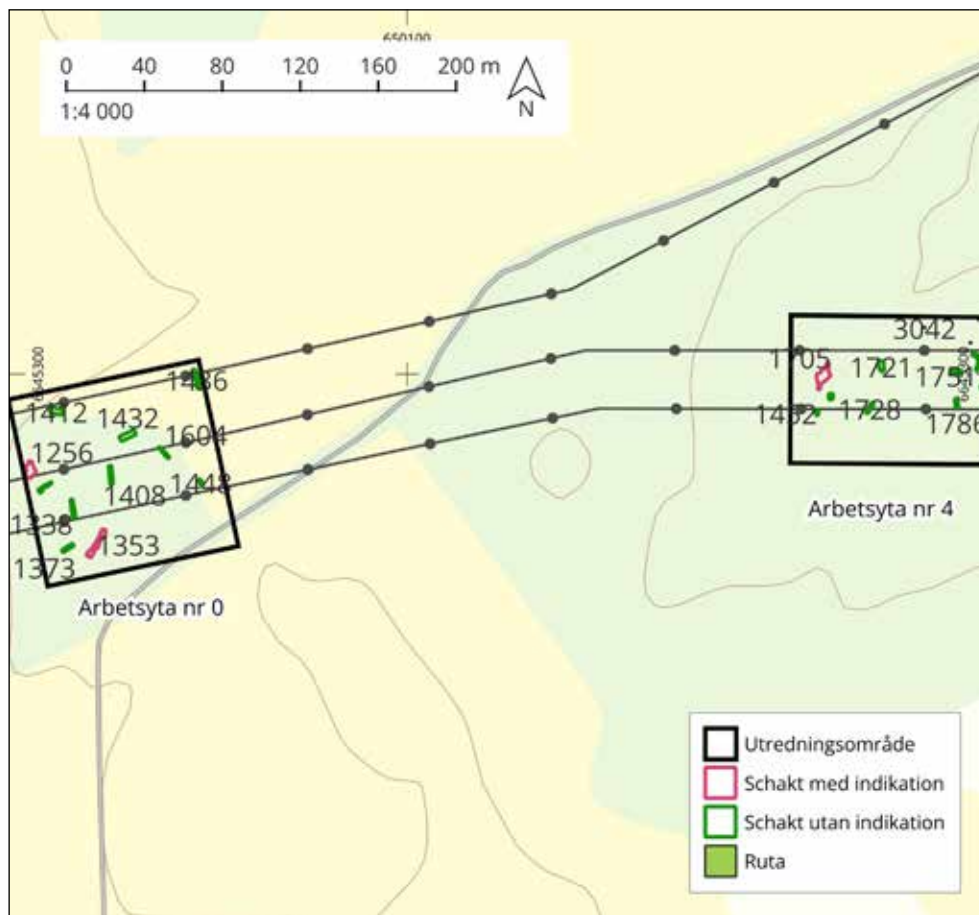 650100
0 40 80 120 160 200 m
1:4 000
N
6645300
3042
1705
1721
1751
1436
1412
1432
1728
1786
1604
1256
1408
1448
Arbetsyta nr 4
1338
1353
1373
Arbetsyta nr 0
Utredningsområde
Schakt med indikation
Schakt utan indikation
Ruta